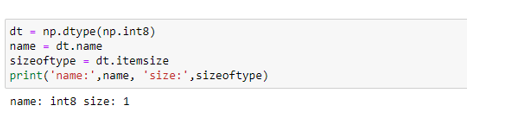 dt = np.dtype(np.int8)
name = dt.name
sizeoftype = dt.itemsize
print('name:',name, 'size:',sizeoftype)
name: int8 size: 1